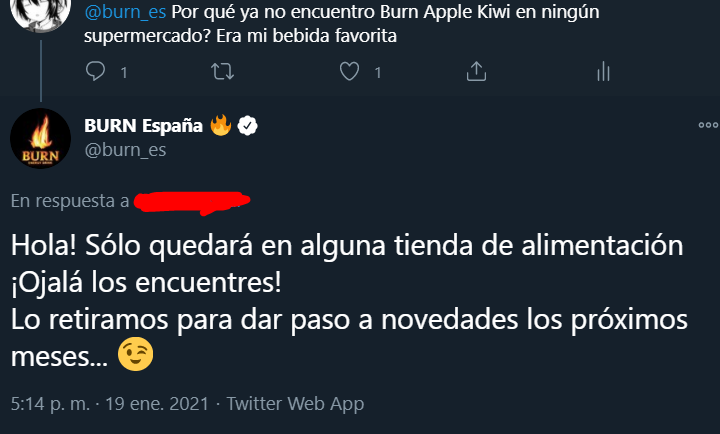 @burn_es Por qué ya no encuentro Burn Apple Kiwi en ningún
supermercado? Era mi bebida favorita
1 1
BURN España
@burn_es
BURN
ENERGY DRINK
En respuesta a
Hola! Sólo quedará en alguna tienda de alimentación
¡Ojalá los encuentres!
Lo retiramos para dar paso a novedades los próximos
meses...
5:14 p. m. · 19 ene. 2021 · Twitter Web App